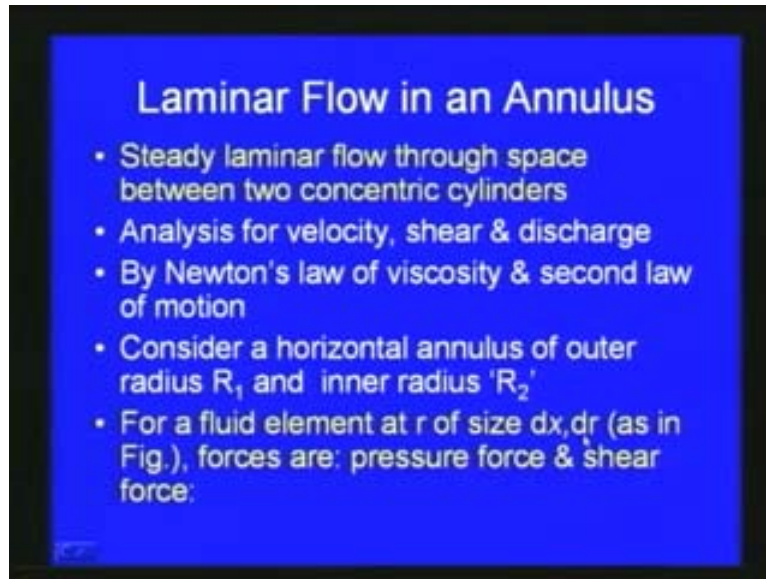 Laminar Flow in an Annulus
• Steady laminar flow through space
between two concentric cylinders
• Analysis for velocity, shear & discharge
• By Newton's law of viscosity & second law
of motion
• Consider a horizontal annulus of outer
radius R₁ and inner radius 'R₂'
• For a fluid element at r of size dx,dr (as in
Fig.), forces are: pressure force & shear
force: